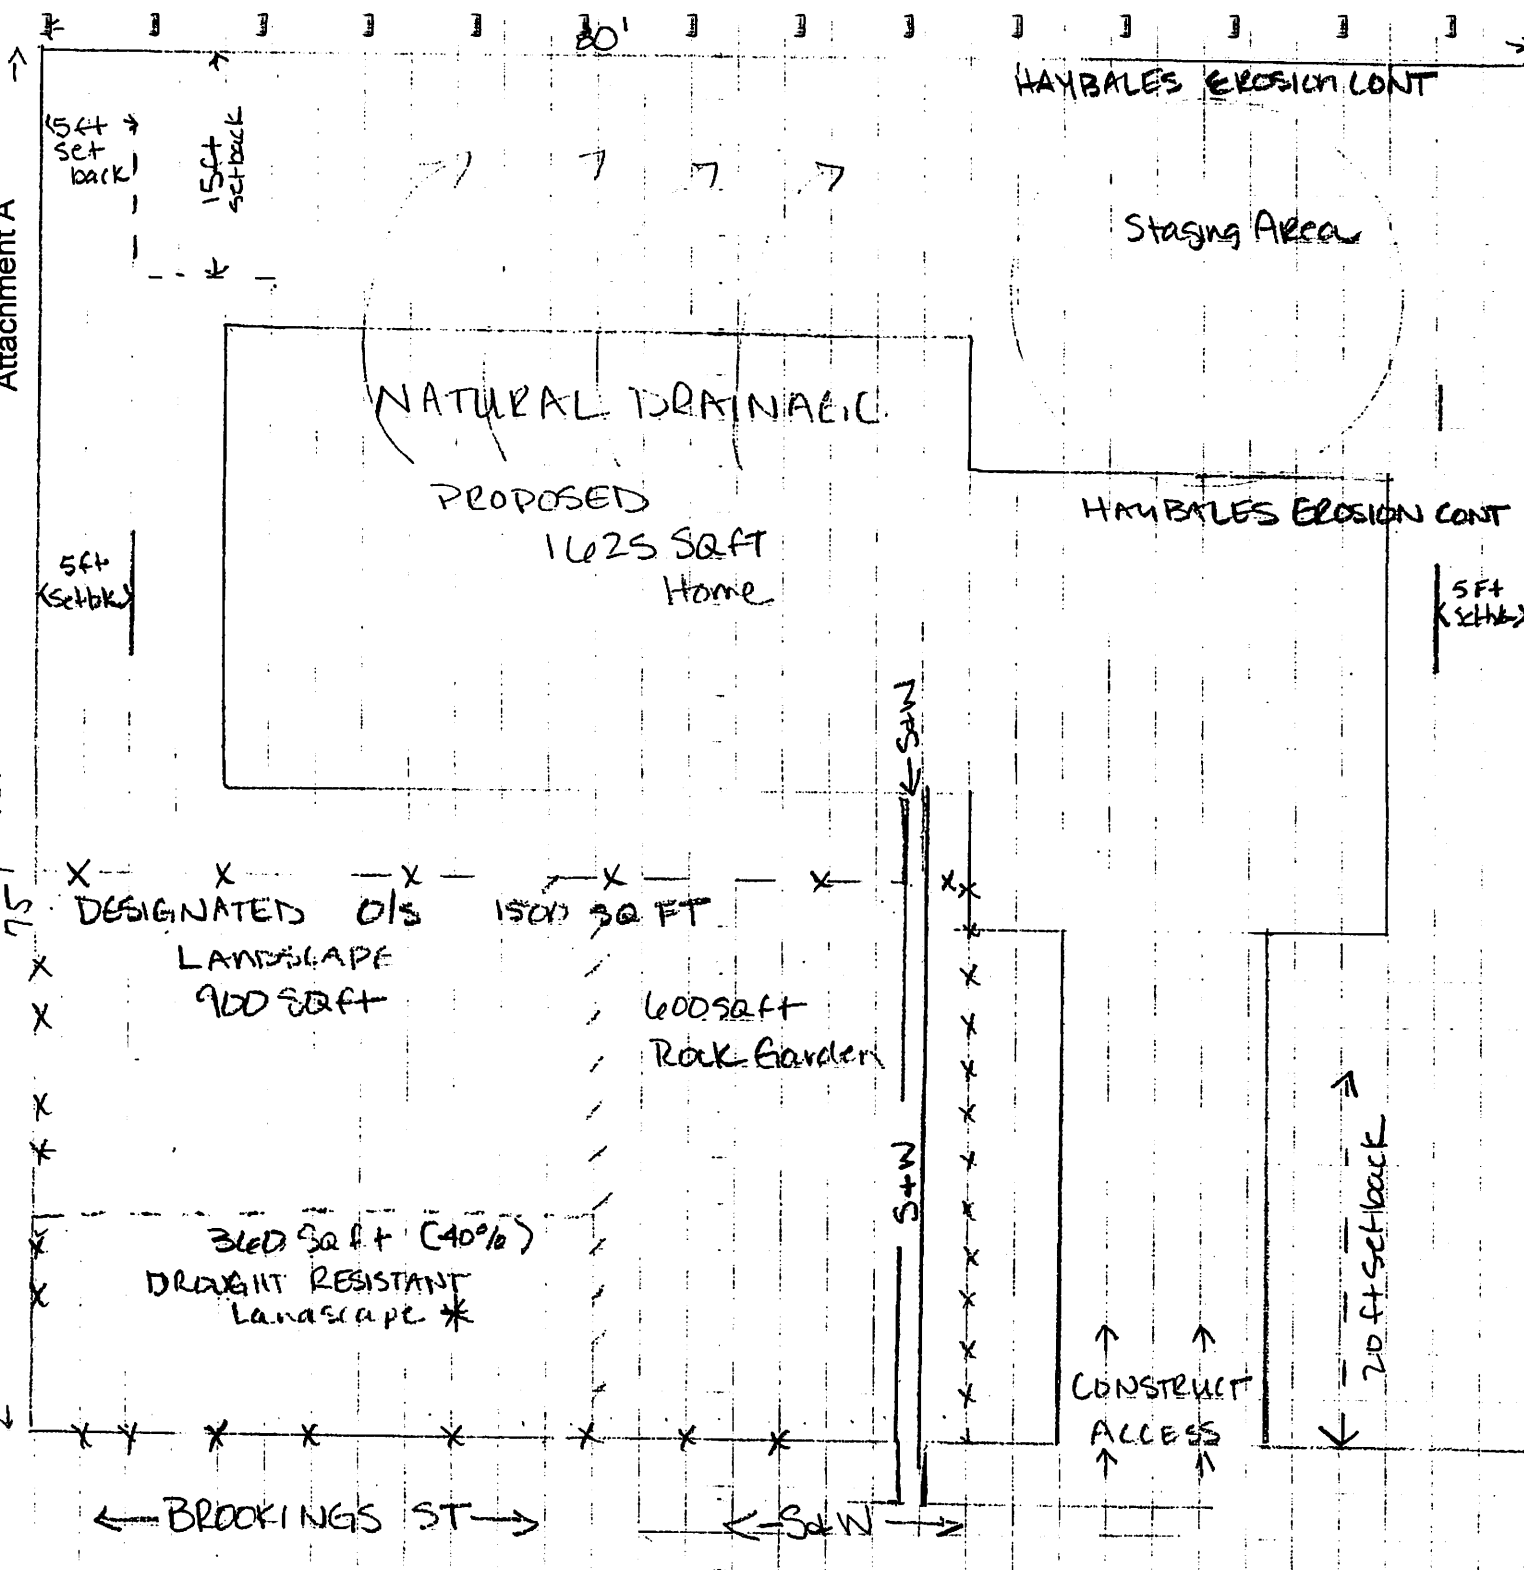 80'
HAYBALES EROSION CONT
5ft
set
back
15ft
setback
Attachment A
Staging Area
NATURAL DRAINAGE
PROPOSED
1625 SQFT
Home
HAYBALES EROSION CONT
5ft
setbk
5Ft
setbk
S+W
75'
DESIGNATED O/S 1500 SQ FT
LANDSCAPE
900 SQft
600SQft
Rock Garden
S+W
20 ft setback
360 Sqft (40%)
DROUGHT RESISTANT
Landscape *
CONSTRUCT
ACCESS
BROOKINGS ST
S&W